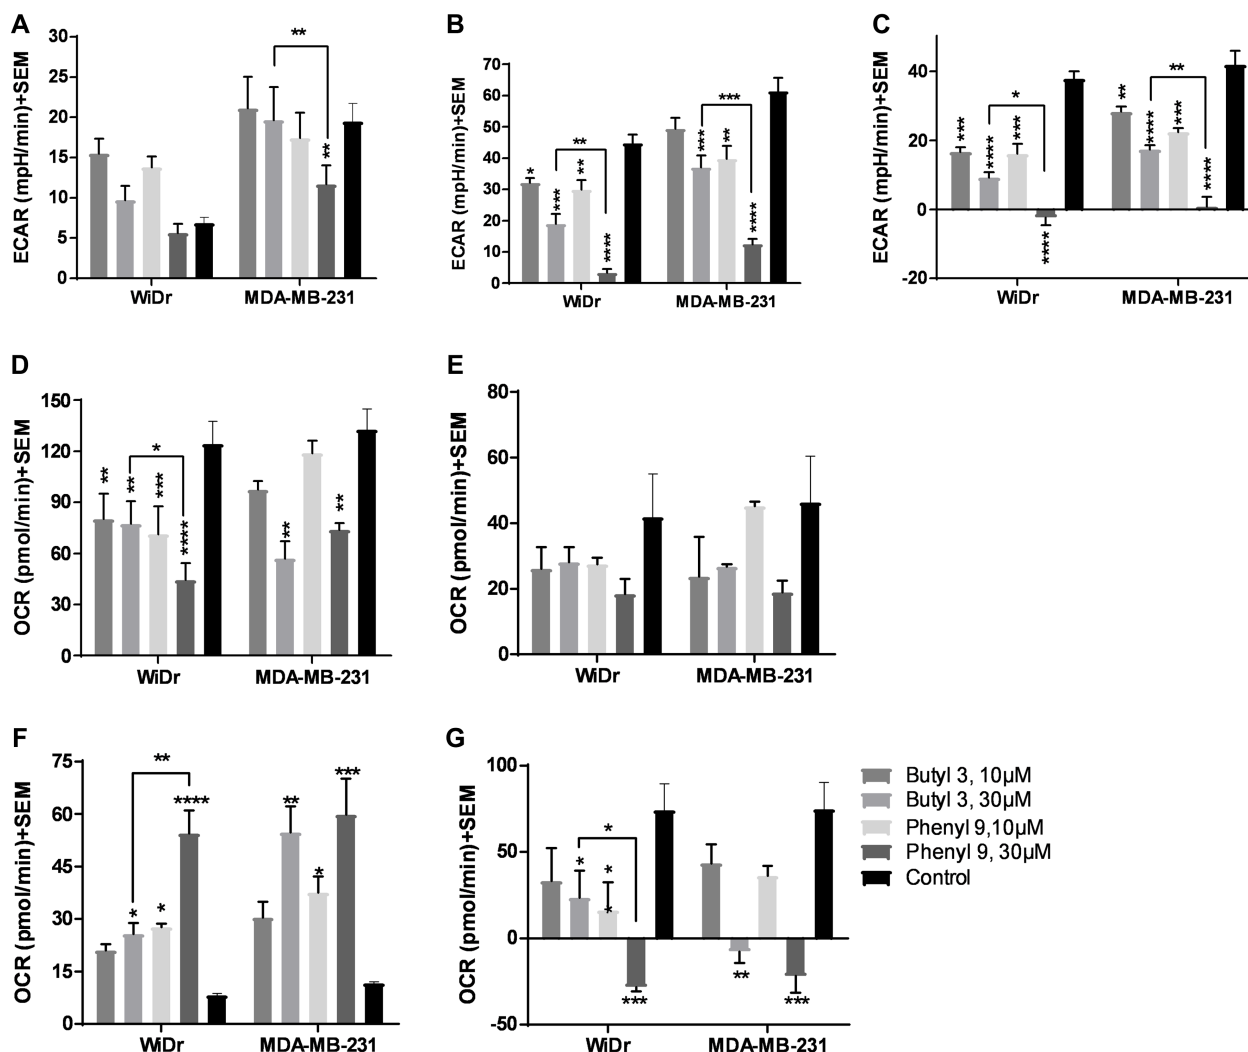 A
ECAR (mpH/min)+SEM
30
25
20
15
10
5
0
**
**
WiDr
MDA-MB-231
B
ECAR (mpH/min)+SEM
70
60
50
40
30
20
10
0
*
***
**
**
****
***
**
***
****
WiDr
MDA-MB-231
C
ECAR (mpH/min)+SEM
40
20
0
-20
***
****
***
*
****
**
****
***
**
****
WiDr
MDA-MB-231
D
OCR (pmol/min)+SEM
150
120
90
60
30
0
**
**
*
***
****
**
**
WiDr
MDA-MB-231
E
OCR (pmol/min)+SEM
80
60
40
20
0
WiDr
MDA-MB-231
F
OCR (pmol/min)+SEM
75
60
45
30
15
0
*
**
*
****
**
*
***
WiDr
MDA-MB-231
G
OCR (pmol/min)+SEM
100
50
0
-50
*
*
*
*
***
**
***
WiDr
MDA-MB-231
Butyl 3, 10µM
Butyl 3, 30µM
Phenyl 9,10µM
Phenyl 9, 30µM
Control